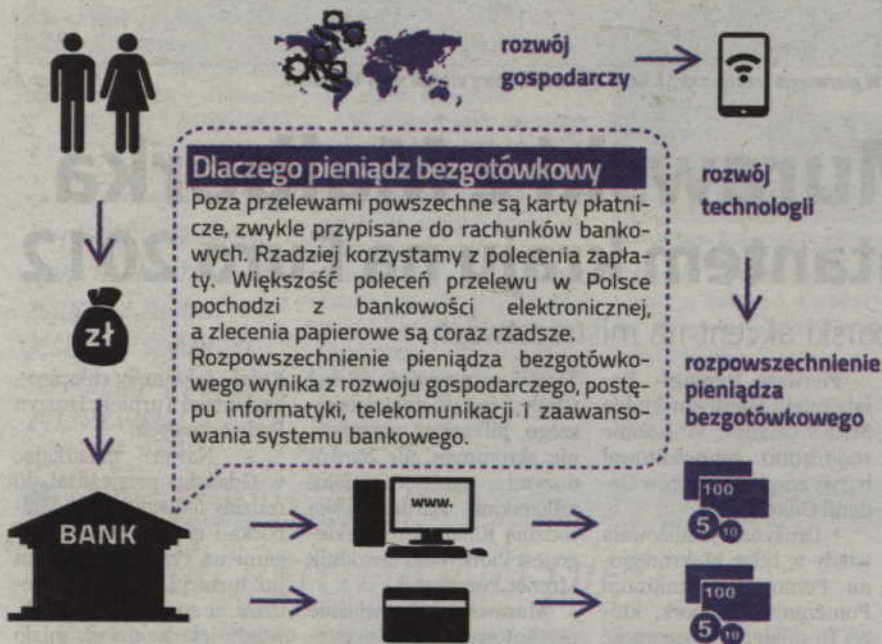 rozwój
gospodarczy
rozwój
technologii
rozpowszechnienie
pieniądza
bezgotówkowego
Dlaczego pieniądz bezgotówkowy
Poza przelewami powszechne są karty płatni-
cze, zwykle przypisane do rachunków banko-
wych. Rzadziej korzystamy z polecenia zapła-
ty. Większość poleceń przelewu w Polsce
pochodzi z bankowości elektronicznej,
a zlecenia papierowe są coraz rzadsze.
Rozpowszechnienie pieniądza bezgotówko-
wego wynika z rozwoju gospodarczego, postę-
pu informatyki, telekomunikacji i zaawanso-
wania systemu bankowego.
zł
BANK
www.
100
5 10
100
5 10